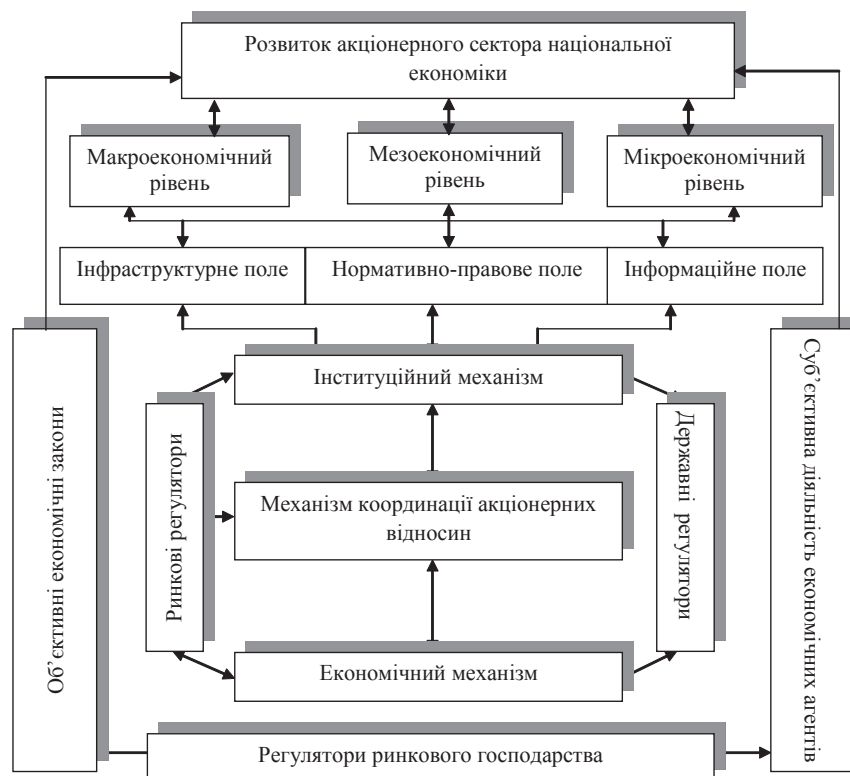 Розвиток акціонерного сектора національної
економіки
Макроекономічний
рівень
Мезоекономічний
рівень
Мікроекономічний
рівень
Інфраструктурне поле
Нормативно-правове поле
Інформаційне поле
Об’єктивні економічні закони
Ринкові регулятори
Інституційний механізм
Механізм координації акціонерних
відносин
Економічний механізм
Державні регулятори
Суб’єктивна діяльність економічних агентів
Регулятори ринкового господарства